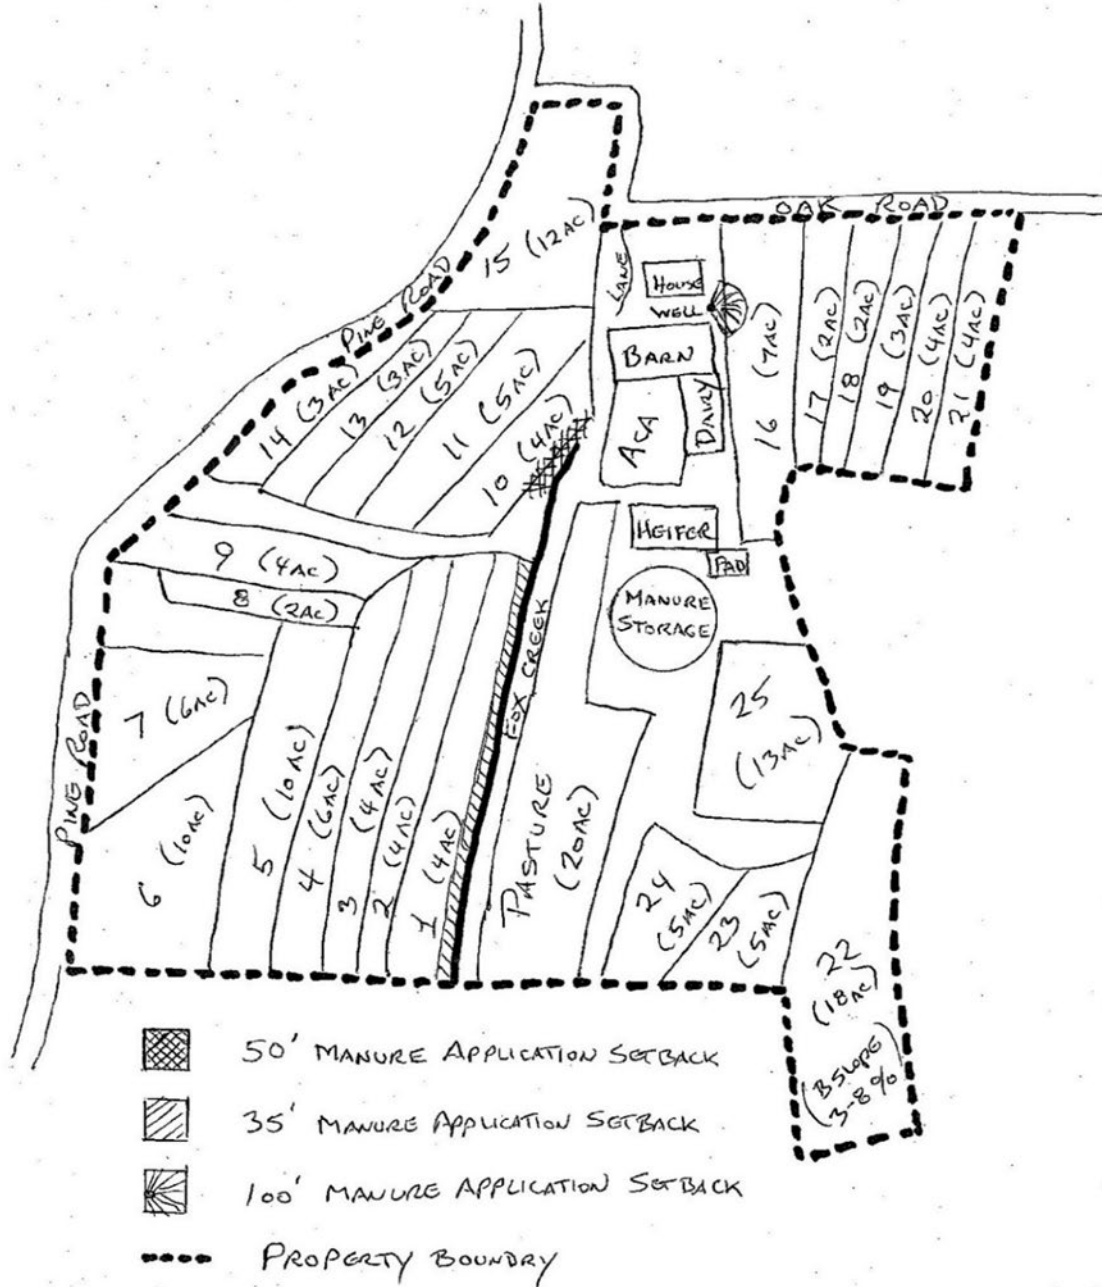 OAK ROAD
15 (12AC)
PINE ROAD
LANE
HOUSE
WELL
BARN
DAIRY
ACA
16 (7AC)
17 (2AC)
18 (2AC)
19 (3AC)
20 (4AC)
21 (4AC)
14 (3AC)
13 (3AC)
12 (5AC)
11 (5AC)
10 (4AC)
HEIFER
PAD
MANURE
STORAGE
9 (4AC)
8 (2AC)
FOX CREEK
7 (6AC)
PINE ROAD
6 (10AC)
5 (10AC)
4 (6AC)
3 (4AC)
2 (4AC)
1 (4AC)
PASTURE
(20AC)
25
(13AC)
24
(5AC)
23
(5AC)
22
(18AC)
(B SLOPE
3-8%)
50' MANURE APPLICATION SETBACK
35' MANURE APPLICATION SETBACK
100' MANURE APPLICATION SETBACK
PROPERTY BOUNDRY